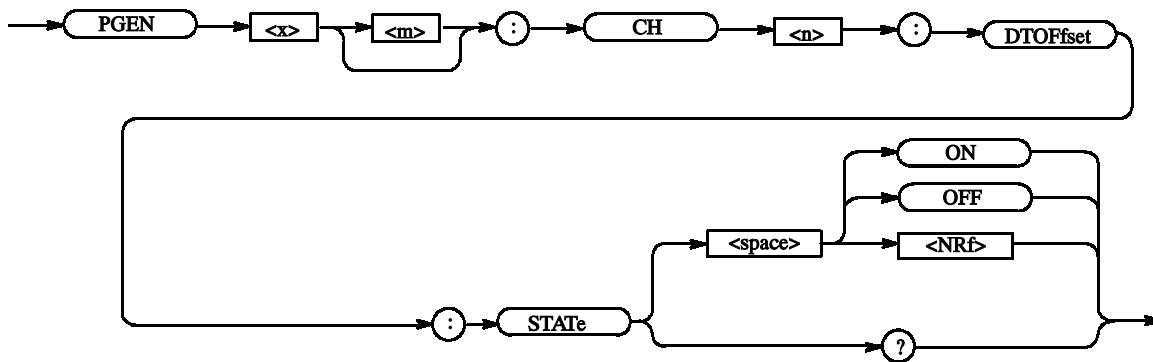 PGEN <x> <m> : CH <n> : DTOFfset
ON
OFF
<space> <NRf>
: STATe
?